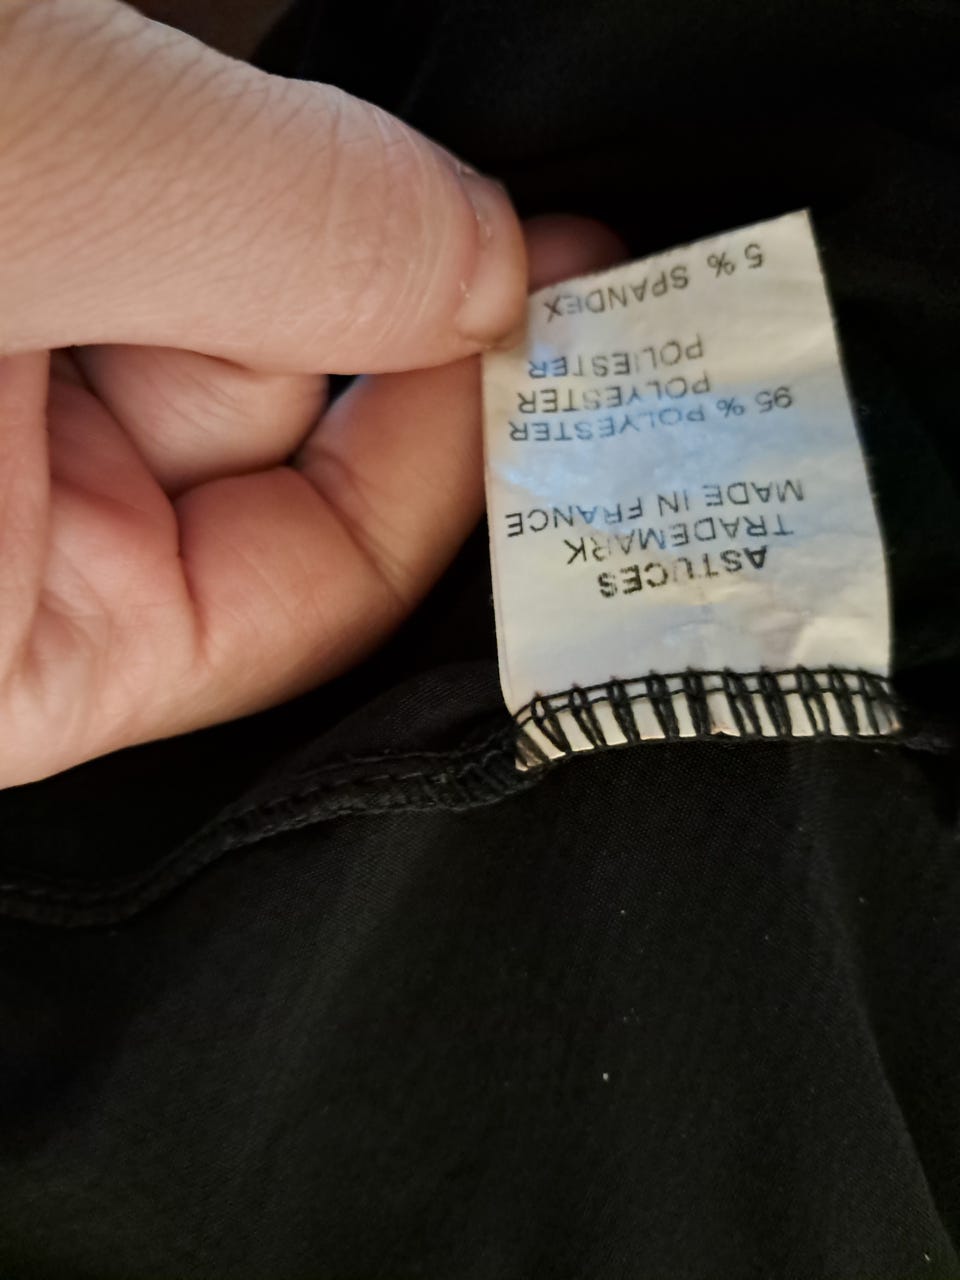 ASTUCES
TRADEMARK
MADE IN FRANCE
95 % POLYESTER
POLYESTER
POLIESTER
5 % SPANDEX